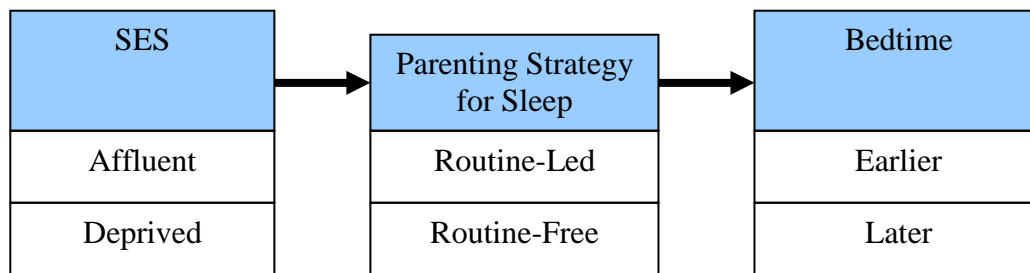 SES
Parenting Strategy
for Sleep
Bedtime
Affluent
Routine-Led
Earlier
Deprived
Routine-Free
Later